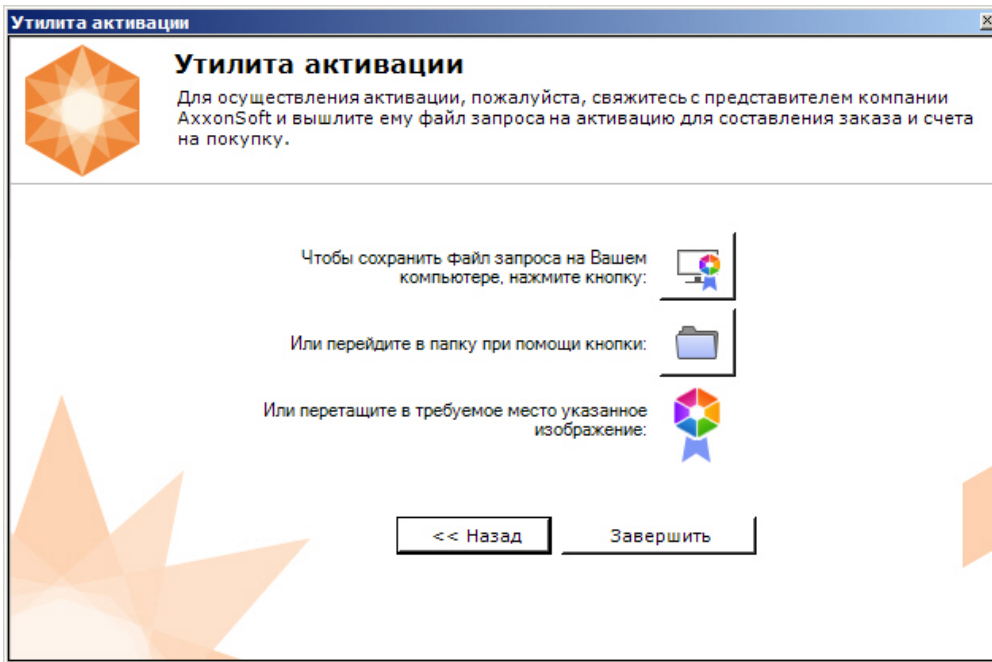 Утилита активации
Утилита активации
Для осуществления активации, пожалуйста, свяжитесь с представителем компании
AxxonSoft и вышлите ему файл запроса на активацию для составления заказа и счета
на покупку.
Чтобы сохранить файл запроса на Вашем
компьютере, нажмите кнопку:
Или перейдите в папку при помощи кнопки:
Или перетащите в требуемое место указанное
изображение:
<< Назад
Завершить